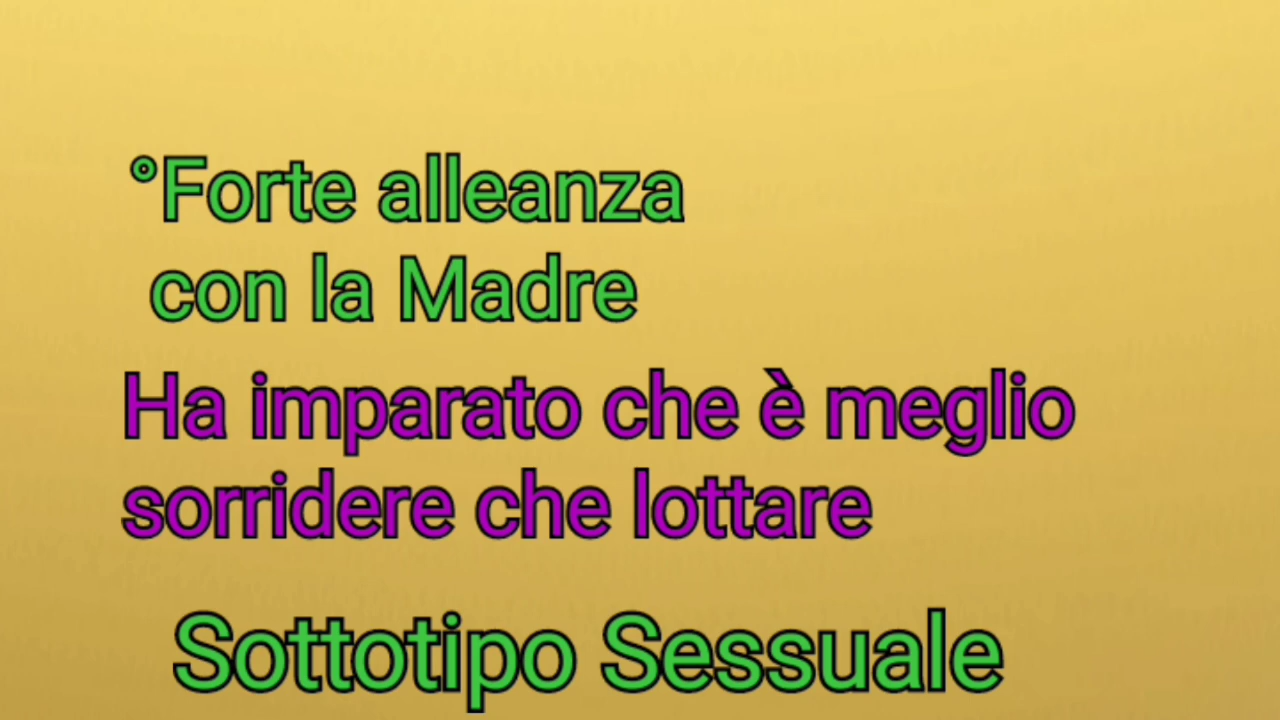 °Forte alleanza
con la Madre
Ha imparato che è meglio
sorridere che lottare
Sottotipo Sessuale